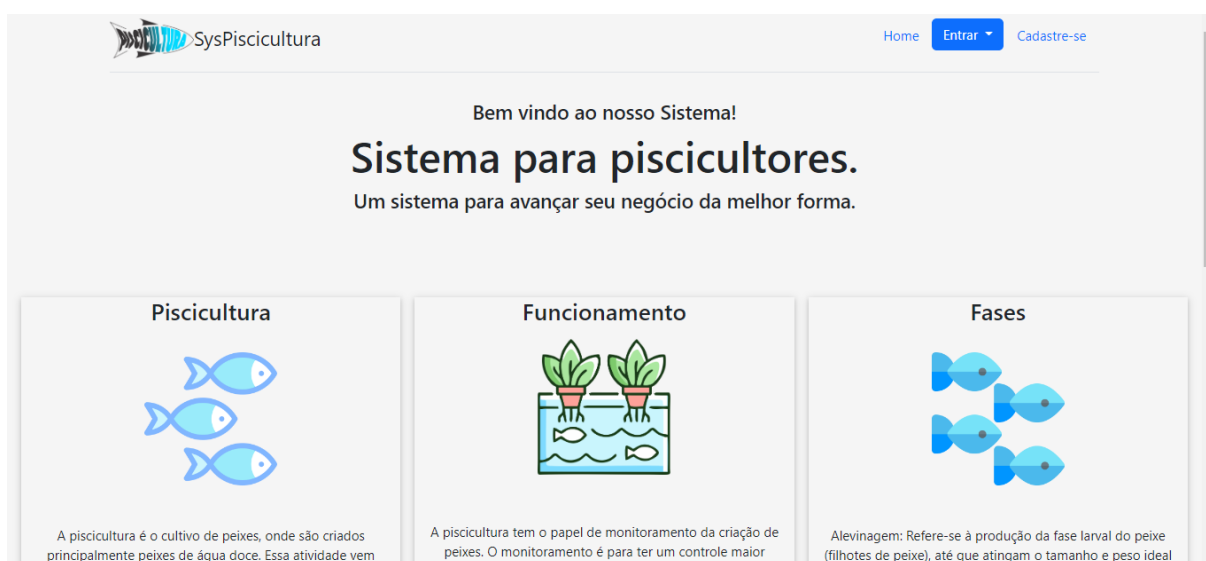 PISCICULTURA SysPiscicultura
Home Entrar Cadastre-se
Bem vindo ao nosso Sistema!
Sistema para piscicultores.
Um sistema para avançar seu negócio da melhor forma.
Piscicultura
A piscicultura é o cultivo de peixes, onde são criados
principalmente peixes de água doce. Essa atividade vem
Funcionamento
A piscicultura tem o papel de monitoramento da criação de
peixes. O monitoramento é para ter um controle maior
Fases
Alevinagem: Refere-se à produção da fase larval do peixe
(filhotes de peixe), até que atingam o tamanho e peso ideal